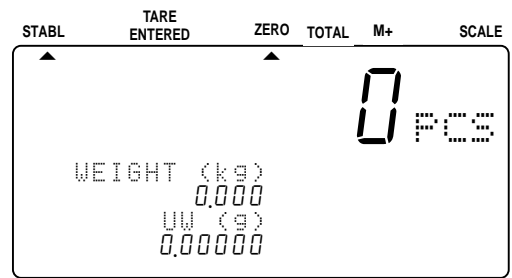 STABL TARE ENTERED ZERO TOTAL M+ SCALE
0 PCS
WEIGHT (kg)
0.000
UW (g)
0.00000